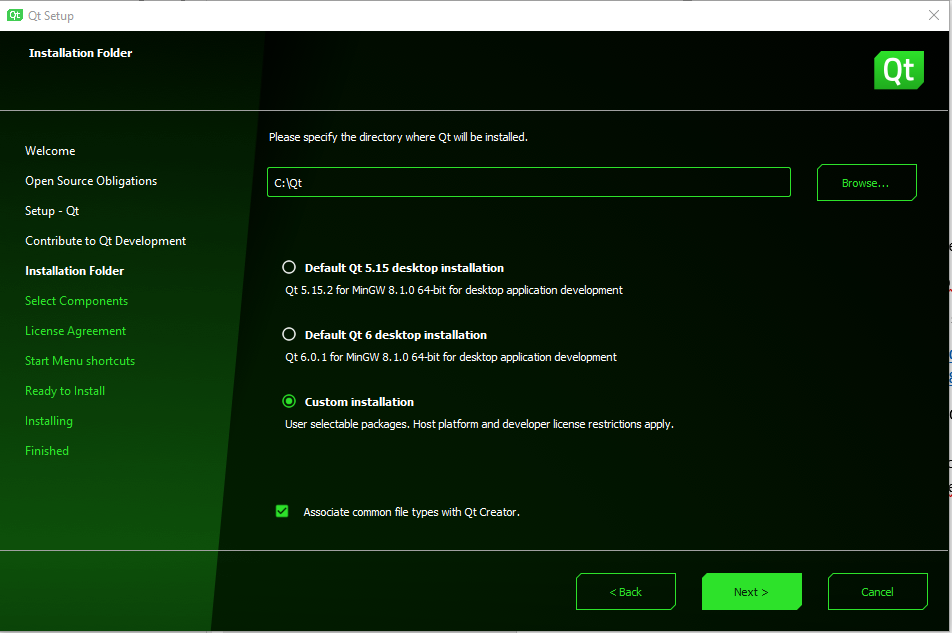 Qt Qt Setup
Installation Folder
Qt
Welcome
Open Source Obligations
Setup - Qt
Contribute to Qt Development
Installation Folder
Select Components
License Agreement
Start Menu shortcuts
Ready to Install
Installing
Finished
Please specify the directory where Qt will be installed.
C:\Qt
Browse...
Default Qt 5.15 desktop installation
Qt 5.15.2 for MinGW 8.1.0 64-bit for desktop application development
Default Qt 6 desktop installation
Qt 6.0.1 for MinGW 8.1.0 64-bit for desktop application development
Custom installation
User selectable packages. Host platform and developer license restrictions apply.
Associate common file types with Qt Creator.
< Back
Next >
Cancel